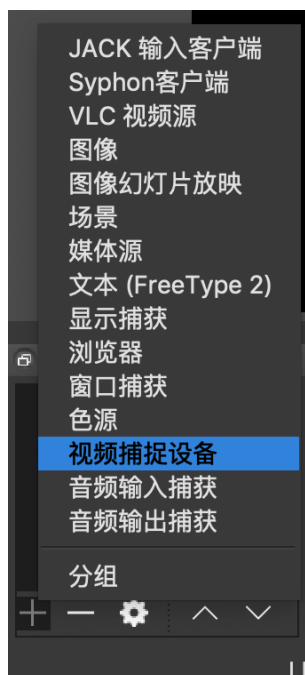 JACK 输入客户端
Syphon客户端
VLC 视频源
图像
图像幻灯片放映
场景
媒体源
文本 (FreeType 2)
显示捕获
浏览器
窗口捕获
色源
视频捕捉设备
音频输入捕获
音频输出捕获
分组